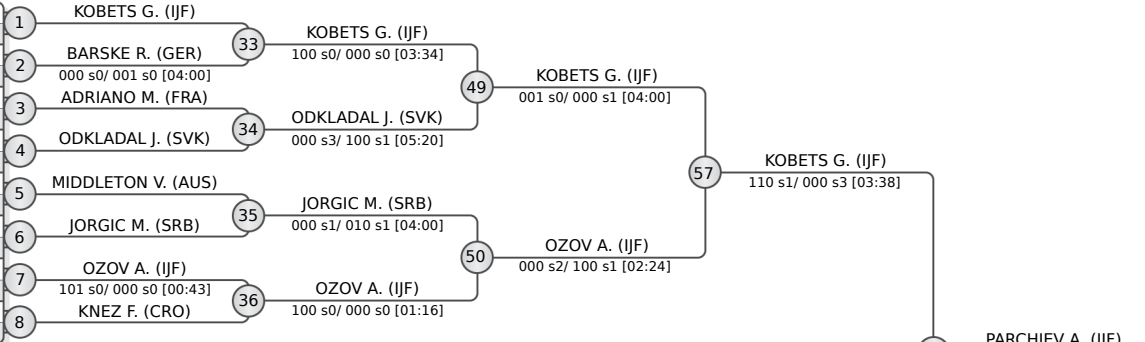 1
KOBETS G. (IJF)
2
BARSKE R. (GER)
000 s0/ 001 s0 [04:00]
33
KOBETS G. (IJF)
100 s0/ 000 s0 [03:34]
3
ADRIANO M. (FRA)
4
ODKLADAL J. (SVK)
34
ODKLADAL J. (SVK)
000 s3/ 100 s1 [05:20]
49
KOBETS G. (IJF)
001 s0/ 000 s1 [04:00]
5
MIDDLETON V. (AUS)
6
JORGIC M. (SRB)
35
JORGIC M. (SRB)
000 s1/ 010 s1 [04:00]
7
OZOV A. (IJF)
101 s0/ 000 s0 [00:43]
8
KNEZ F. (CRO)
36
OZOV A. (IJF)
100 s0/ 000 s0 [01:16]
50
OZOV A. (IJF)
000 s2/ 100 s1 [02:24]
57
KOBETS G. (IJF)
110 s1/ 000 s3 [03:38]
PARCHIEV A. (IJF)